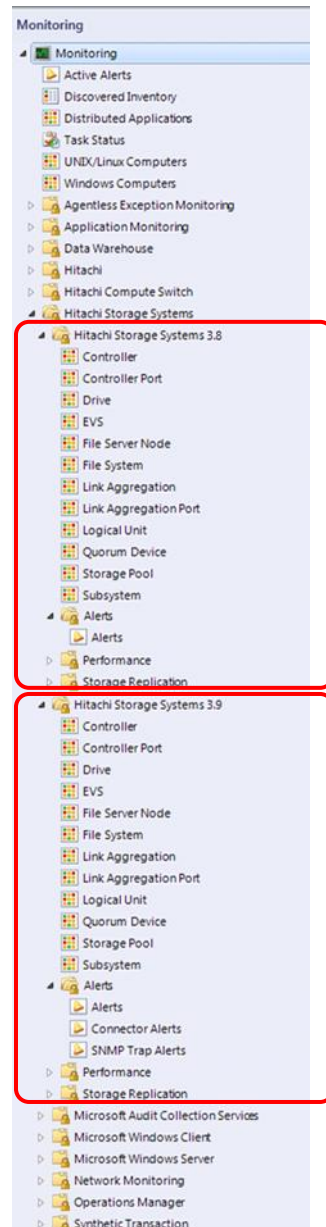 Monitoring
Monitoring
Active Alerts
Discovered Inventory
Distributed Applications
Task Status
UNIX/Linux Computers
Windows Computers
Agentless Exception Monitoring
Application Monitoring
Data Warehouse
Hitachi
Hitachi Compute Switch
Hitachi Storage Systems
Hitachi Storage Systems 3.8
Controller
Controller Port
Drive
EVS
File Server Node
File System
Link Aggregation
Link Aggregation Port
Logical Unit
Quorum Device
Storage Pool
Subsystem
Alerts
Alerts
Performance
Storage Replication
Hitachi Storage Systems 3.9
Controller
Controller Port
Drive
EVS
File Server Node
File System
Link Aggregation
Link Aggregation Port
Logical Unit
Quorum Device
Storage Pool
Subsystem
Alerts
Alerts
Connector Alerts
SNMP Trap Alerts
Performance
Storage Replication
Microsoft Audit Collection Services
Microsoft Windows Client
Microsoft Windows Server
Network Monitoring
Operations Manager
Synthetic Transaction